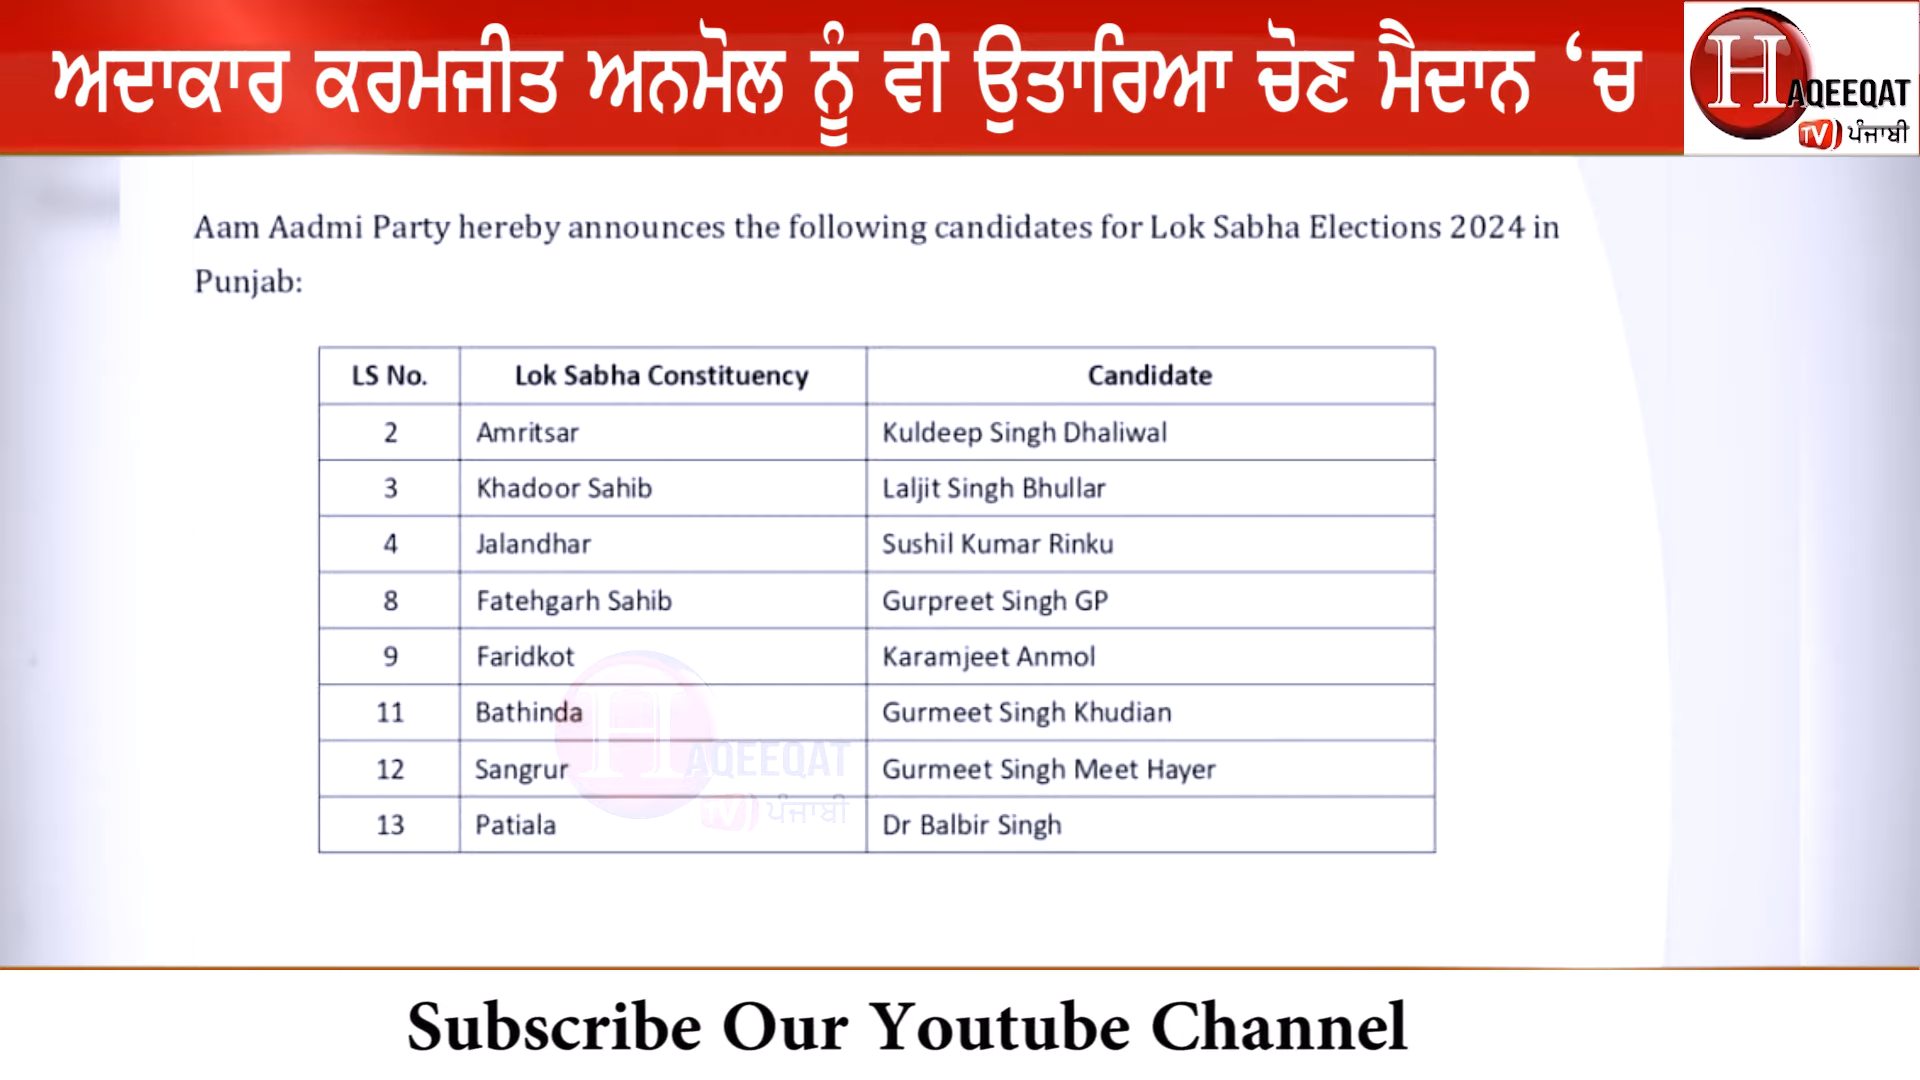 ਅਦਾਕਾਰ ਕਰਮਜੀਤ ਅਨਮੋਲ ਨੂੰ ਵੀ ਉਤਾਰਿਆ ਚੋਣ ਮੈਦਾਨ ‘ਚ
HAQEEQAT
TV ਪੰਜਾਬੀ
Aam Aadmi Party hereby announces the following candidates for Lok Sabha Elections 2024 in
Punjab:
LS No. Lok Sabha Constituency Candidate
2 Amritsar Kuldeep Singh Dhaliwal
3 Khadoor Sahib Laljit Singh Bhullar
4 Jalandhar Sushil Kumar Rinku
8 Fatehgarh Sahib Gurpreet Singh GP
9 Faridkot Karamjeet Anmol
11 Bathinda Gurmeet Singh Khudian
12 Sangrur Gurmeet Singh Meet Hayer
13 Patiala Dr Balbir Singh
HAQEEQAT
TV ਪੰਜਾਬੀ
Subscribe Our Youtube Channel